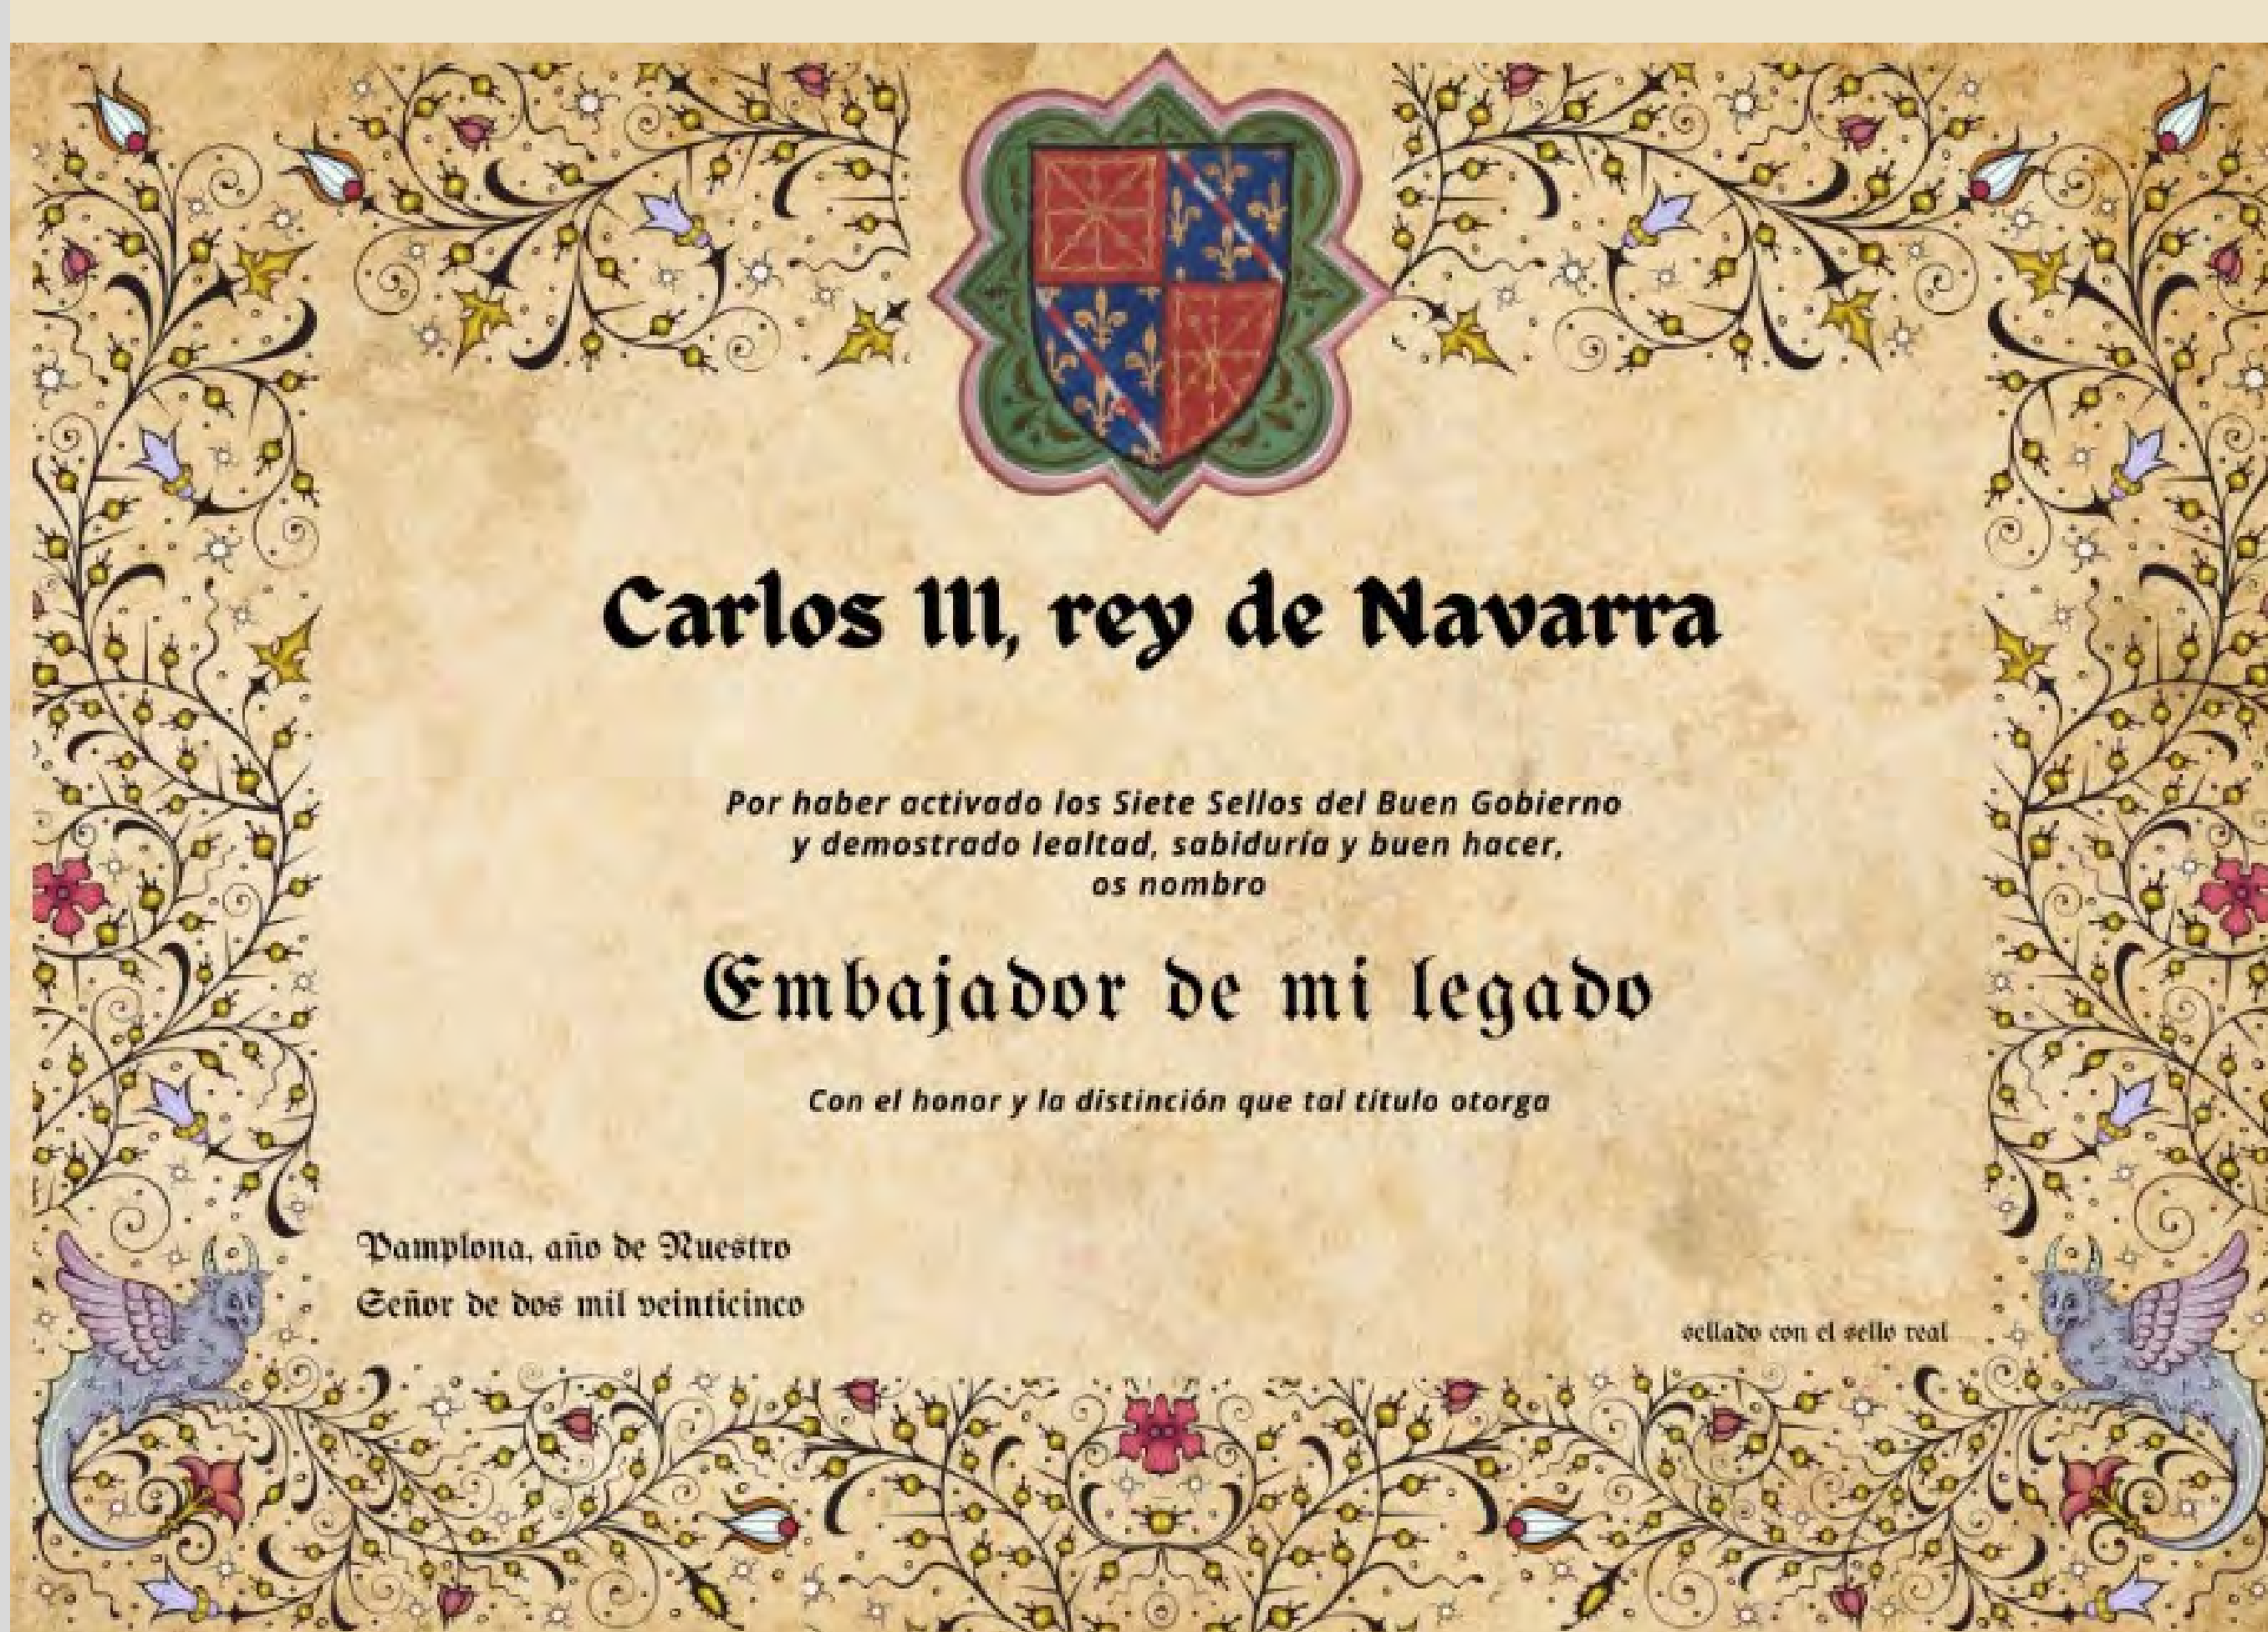 Carlos III, rey de Navarra
Por haber activado los Siete Sellos del Buen Gobierno
y demostrado lealtad, sabiduría y buen hacer,
os nombro
Embajador de mi legado
Con el honor y la distinción que tal titulo otorga
Pamplona, año de Nuestro
Señor de dos mil veinticinco
sellado con el sello real